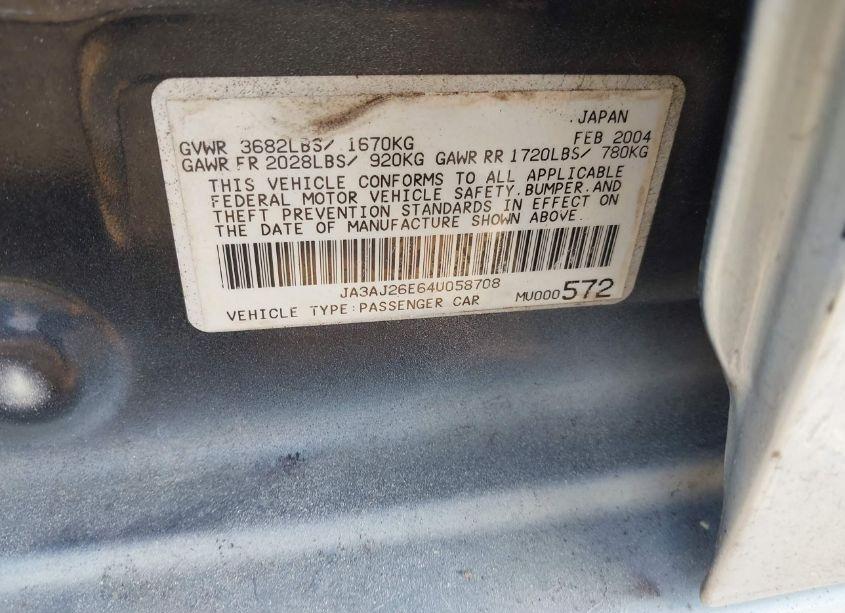 . JAPAN
GVWR 3682LBS/ 1670KG FEB 2004
GAWR FR 2028LBS/ 920KG GAWR RR 1720LBS/ 780KG
THIS VEHICLE CONFORMS TO ALL APPLICABLE
FEDERAL MOTOR VEHICLE SAFETY.BUMPER.AND
THEFT PREVENTION STANDARDS IN EFFECT ON
THE DATE OF MANUFACTURE SHOWN ABOVE.
JA3AJ26E64U058708
VEHICLE TYPE:PASSENGER CAR MU000572